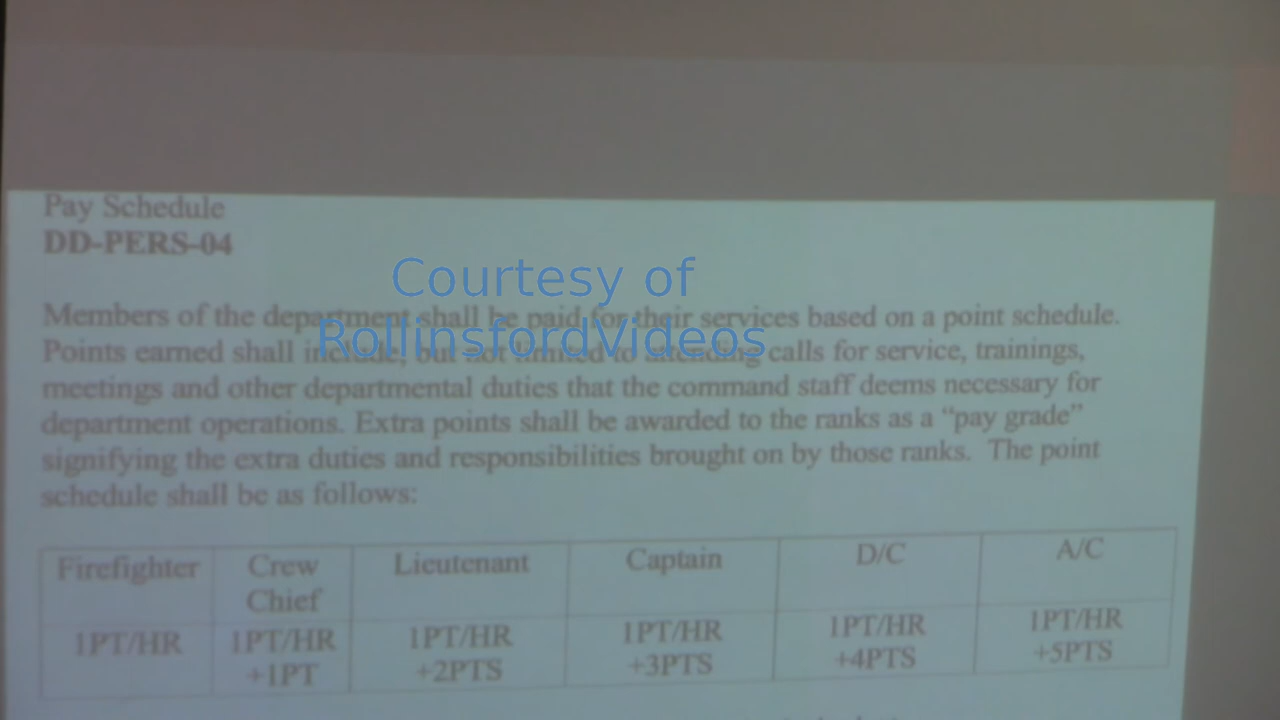 Pay Schedule
DD-PERS-04
Courtesy of
RollinsfordVideos
Members of the department shall be paid for their services based on a point schedule.
Points earned shall include, but not limited to attending calls for service, trainings,
meetings and other departmental duties that the command staff deems necessary for
department operations. Extra points shall be awarded to the ranks as a “pay grade”
signifying the extra duties and responsibilities brought on by those ranks. The point
schedule shall be as follows:
Firefighter Crew Chief Lieutenant Captain D/C A/C
1PT/HR 1PT/HR +1PT 1PT/HR +2PTS 1PT/HR +3PTS 1PT/HR +4PTS 1PT/HR +5PTS